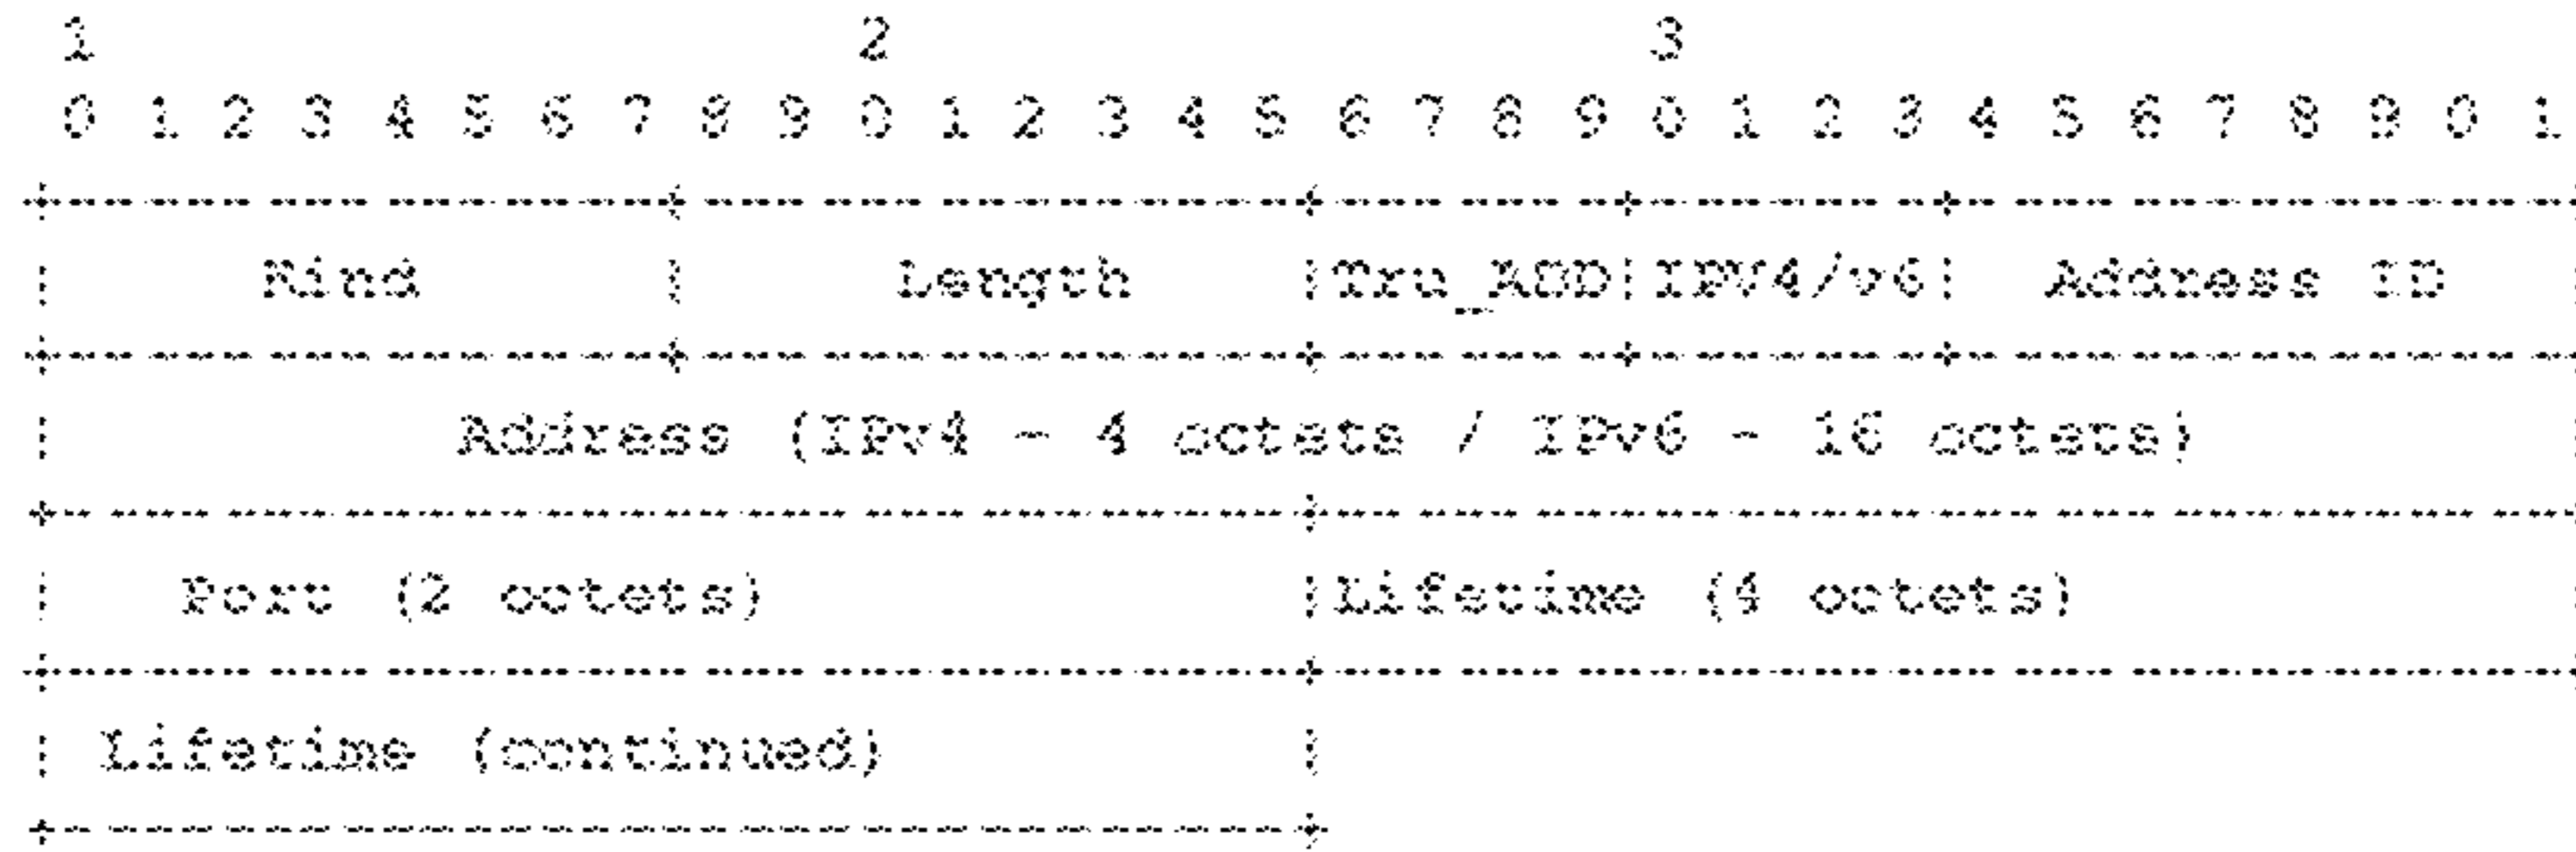 1 2 3
0 1 2 3 4 5 6 7 8 9 0 1 2 3 4 5 6 7 8 9 0 1 2 3 4 5 6 7 8 9 0 1
+---------------+---------------+-------+-------+---------------
| Kind | Length |Tru_ADD|IPV4/v6| Address ID
+---------------+---------------+-------+-------+---------------
| Address (IPv4 - 4 octets / IPv6 - 16 octets)
+-------------------------------+-------------------------------
| Port (2 octets) |Lifetime (4 octets)
+-------------------------------+-------------------------------
| Lifetime (continued) |
+-------------------------------+